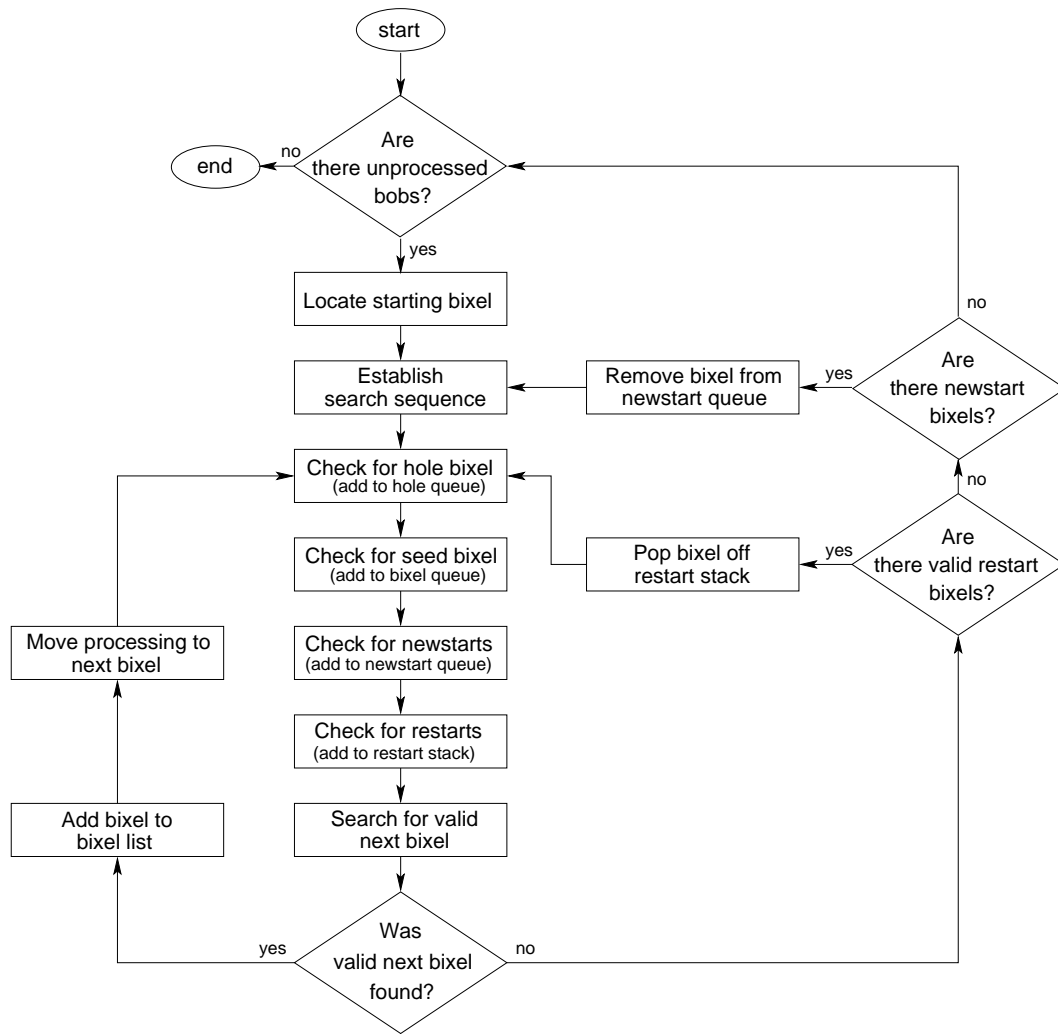 start
Are
there unprocessed
bobs?
no
end
yes
Locate starting bixel
no
Establish
search sequence
Remove bixel from
newstart queue
yes
Are
there newstart
bixels?
Check for hole bixel
(add to hole queue)
no
Check for seed bixel
(add to bixel queue)
Pop bixel off
restart stack
yes
Are
there valid restart
bixels?
Move processing to
next bixel
Check for newstarts
(add to newstart queue)
Check for restarts
(add to restart stack)
Add bixel to
bixel list
Search for valid
next bixel
yes
Was
valid next bixel
found?
no